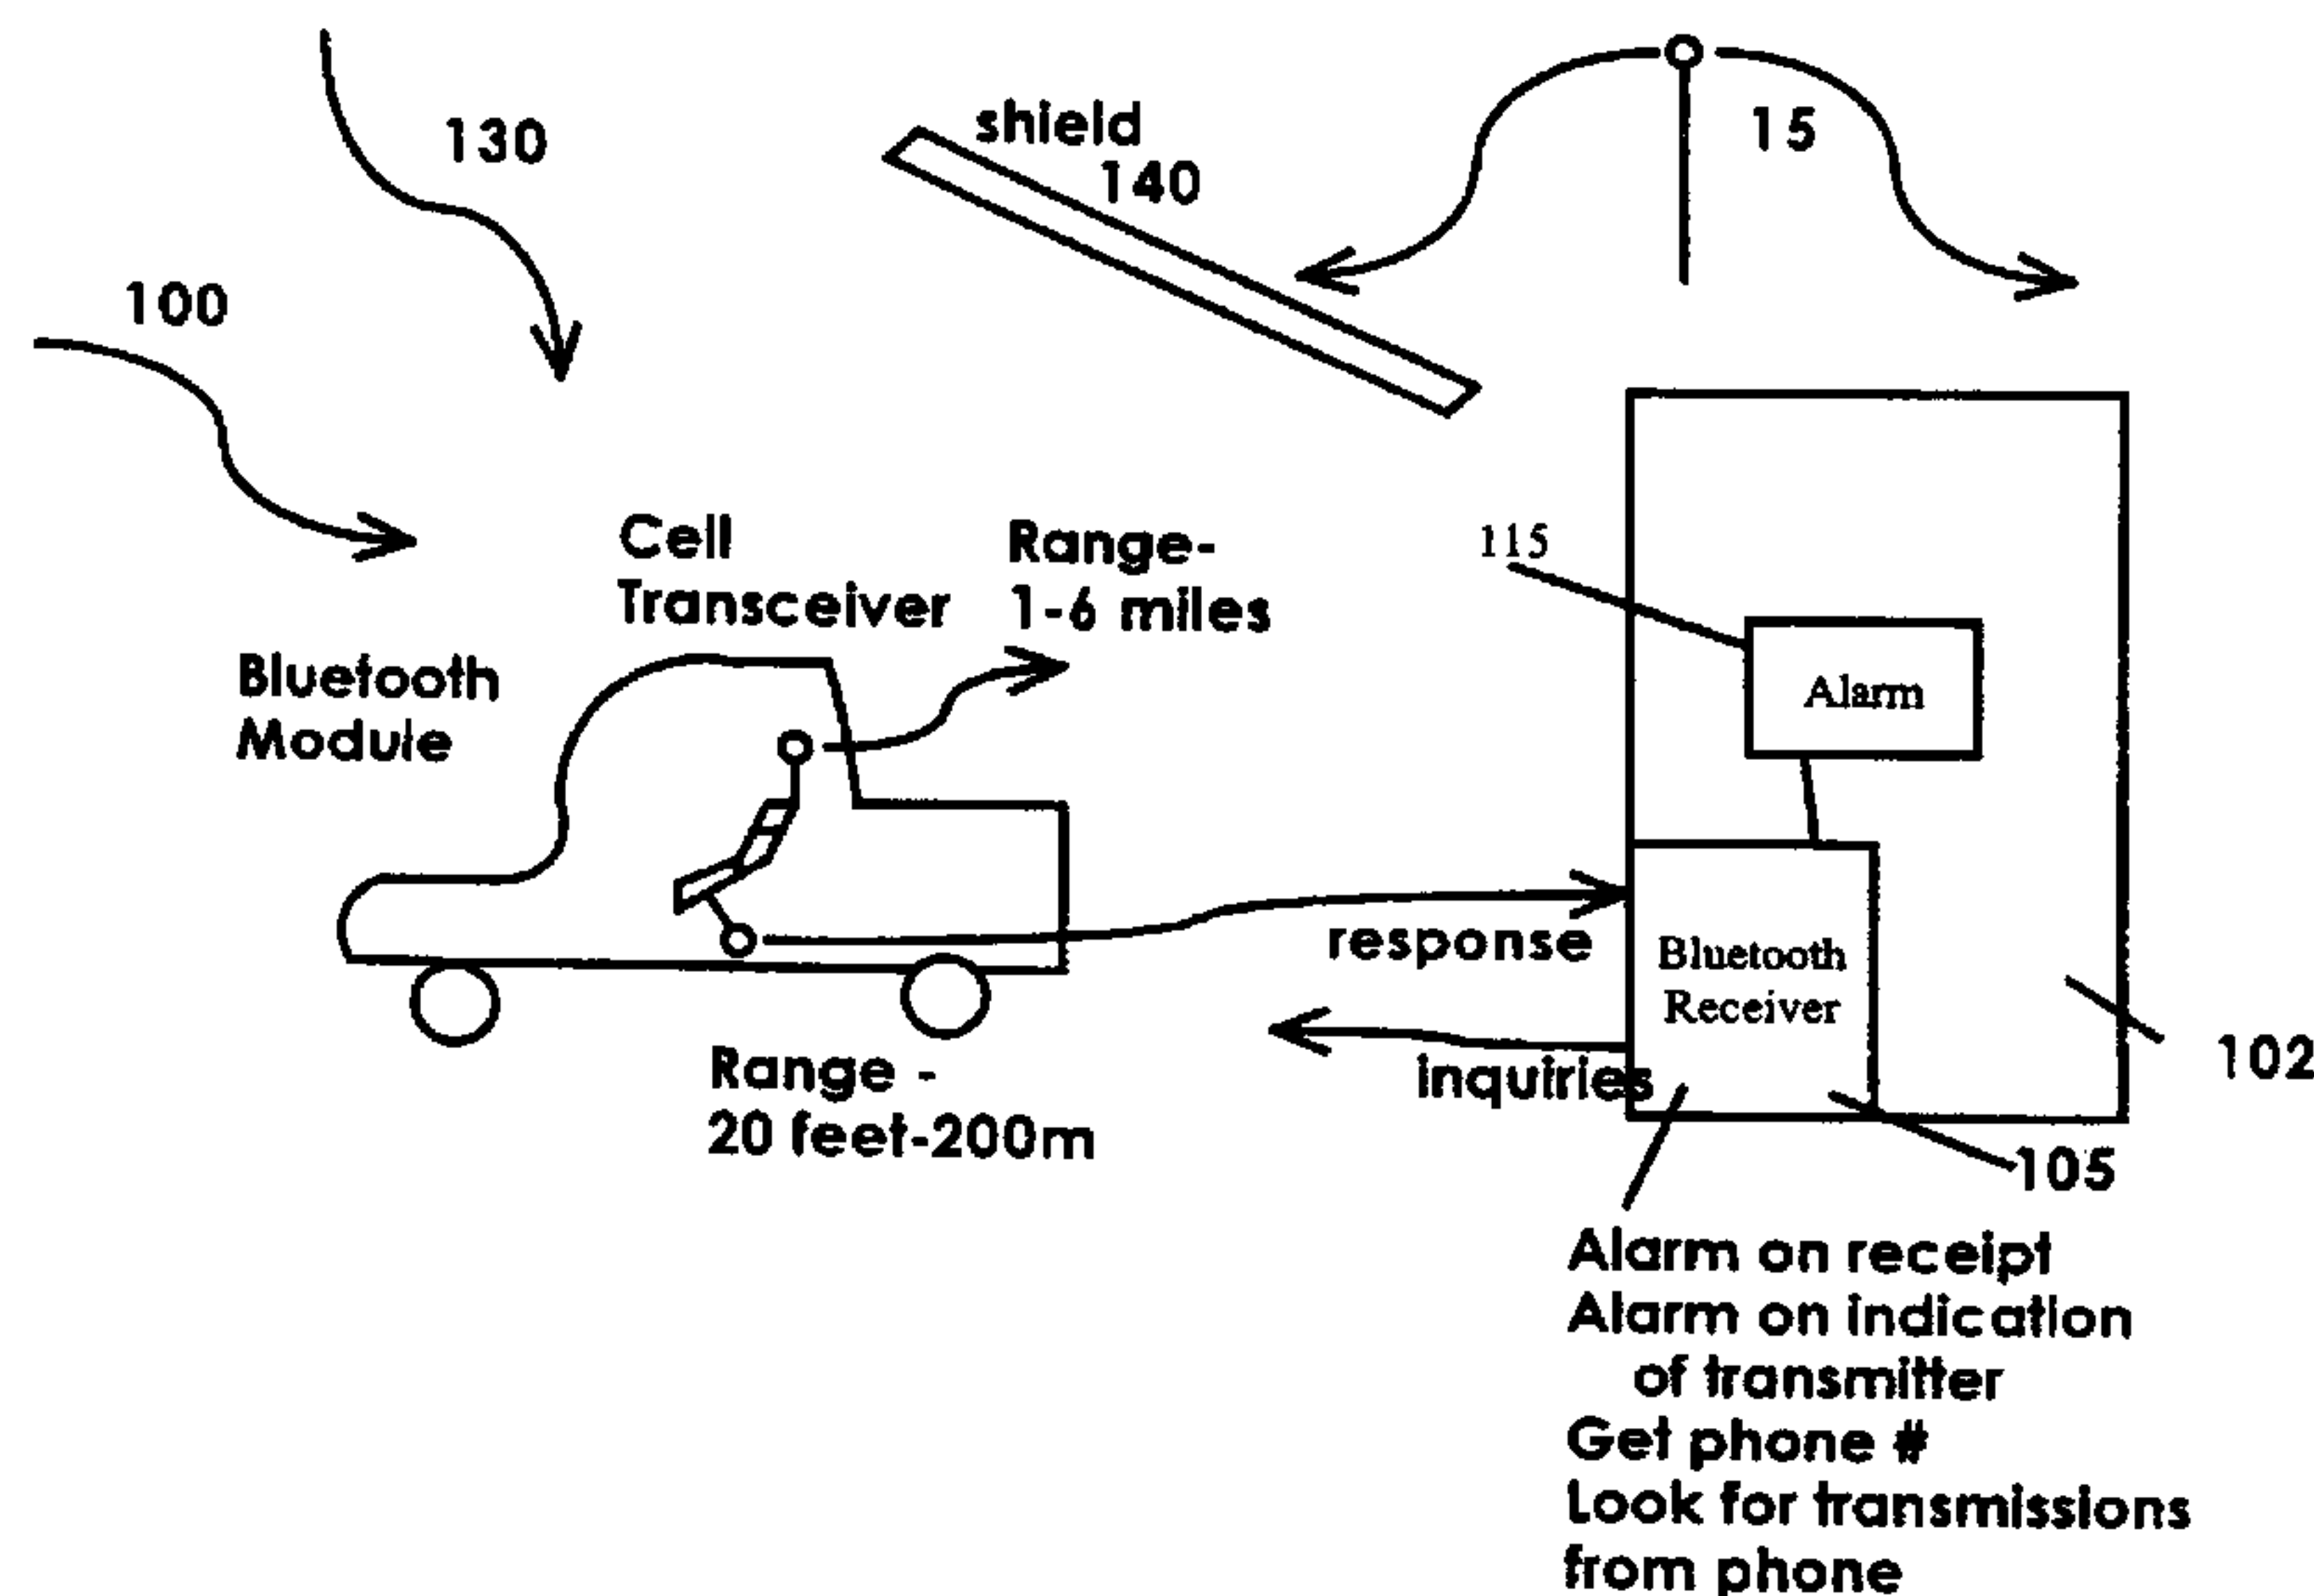 130
shield
140
15
100
Cell
Transceiver
Range-
1-6 miles
115
Bluetooth
Module
Alarm
response
Bluetooth
Receiver
inquiries
102
Range -
20 feet-200m
105
Alarm on receipt
Alarm on indication
of transmitter
Get phone #
Look for transmissions
from phone